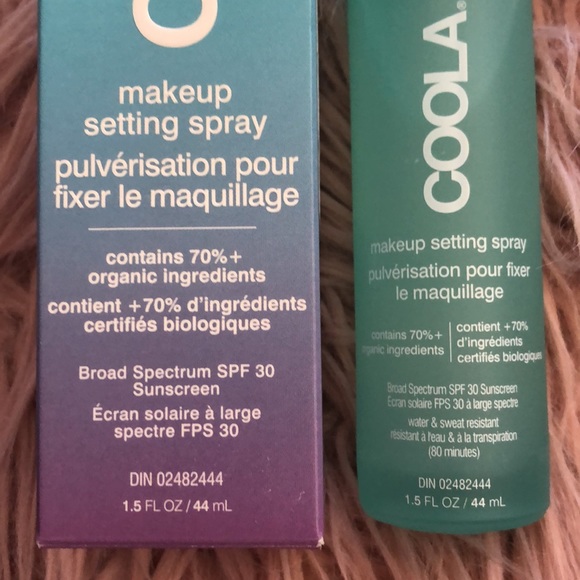 makeup
setting spray
pulvérisation pour
fixer le maquillage
contains 70%+
organic ingredients
contient +70% d'ingrédients
certifiés biologiques
Broad Spectrum SPF 30
Sunscreen
Écran solaire à large
spectre FPS 30
DIN 02482444
1.5 FL OZ / 44 mL
COOLA®
makeup setting spray
pulvérisation pour fixer
le maquillage
contains 70%+
organic ingredients
contient +70%
d'ingrédients
certifiés biologiques
Broad Spectrum SPF 30 Sunscreen
Écran solaire FPS 30 à large spectre
water & sweat resistant
résistant à l'eau & à la transpiration
(80 minutes)
DIN 02482444
1.5 FL OZ / 44 mL